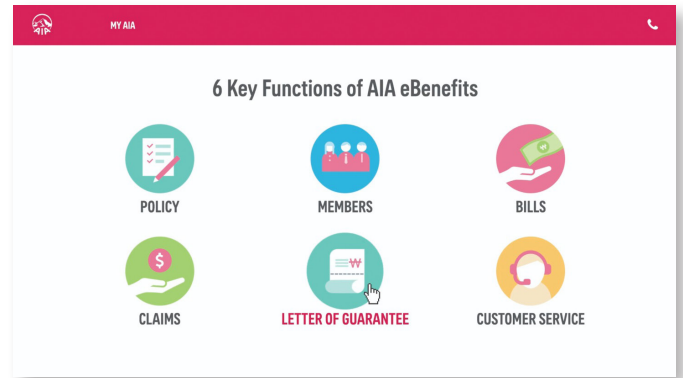 AIA
MY AIA
6 Key Functions of AIA eBenefits
POLICY
MEMBERS
BILLS
$
₩
CLAIMS
LETTER OF GUARANTEE
CUSTOMER SERVICE